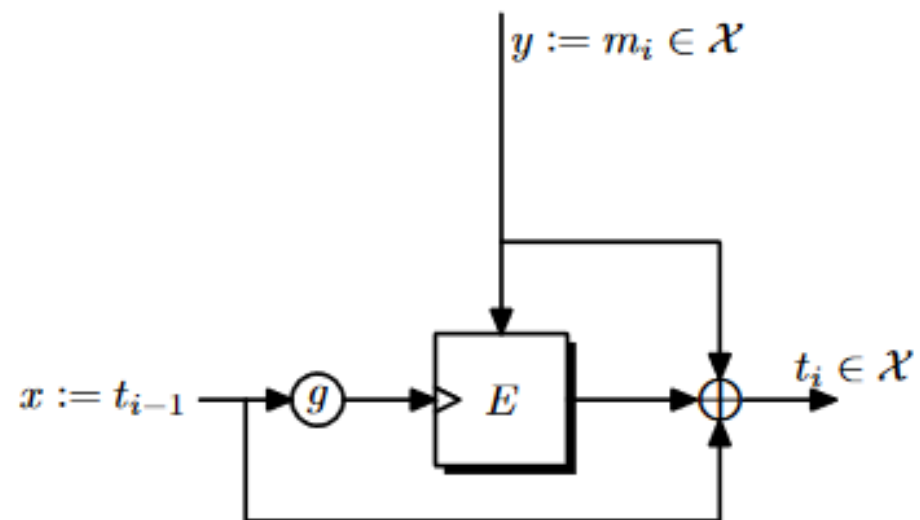 y := m_i ∈ 𝒳
x := t_{i−1}
g
E
t_i ∈ 𝒳